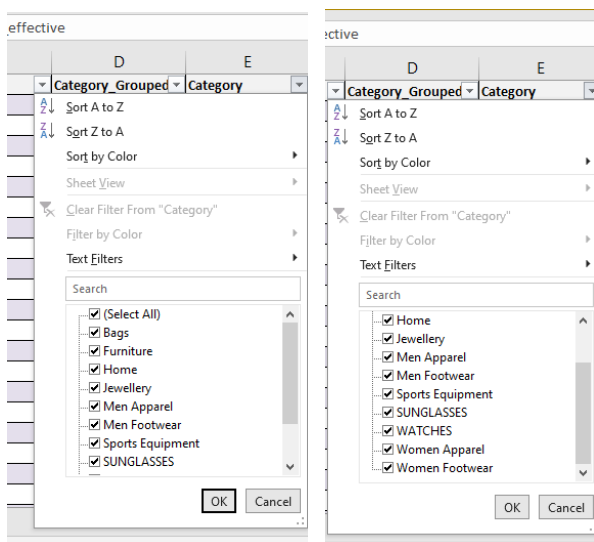 effective
D E
Category_Grouped Category
Sort A to Z
Sort Z to A
Sort by Color
Sheet View
Clear Filter From "Category"
Filter by Color
Text Filters
Search
(Select All)
Bags
Furniture
Home
Jewellery
Men Apparel
Men Footwear
Sports Equipment
SUNGLASSES
OK Cancel
ective
D E
Category_Grouped Category
Sort A to Z
Sort Z to A
Sort by Color
Sheet View
Clear Filter From "Category"
Filter by Color
Text Filters
Search
Home
Jewellery
Men Apparel
Men Footwear
Sports Equipment
SUNGLASSES
WATCHES
Women Apparel
Women Footwear
OK Cancel